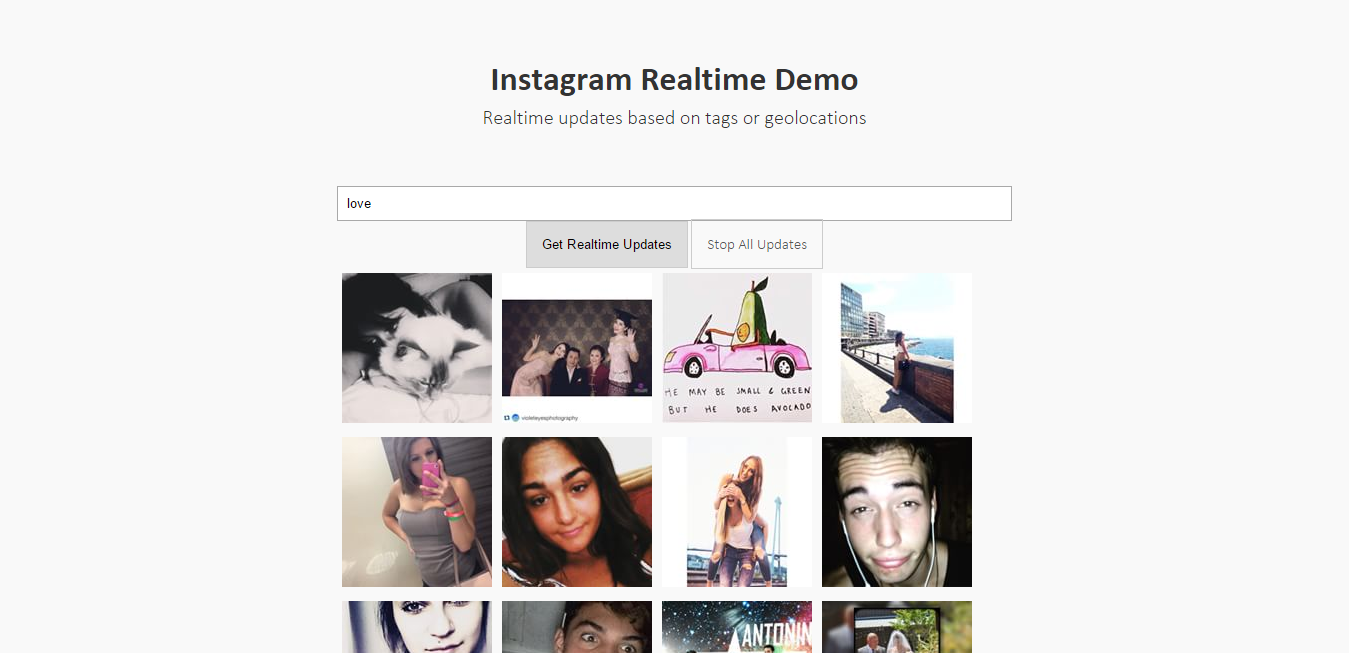 Instagram Realtime Demo
Realtime updates based on tags or geolocations
love
Get Realtime Updates
Stop All Updates
violeteyesphotography
HE MAY BE SMALL & GREEN
BUT HE DOES AVOCADO
ANTONIN